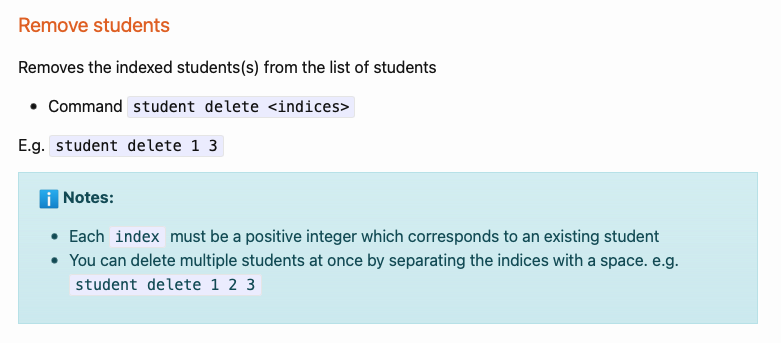 Remove students
Removes the indexed students(s) from the list of students
• Command student delete <indices>
E.g. student delete 1 3
ℹ️ Notes:
• Each index must be a positive integer which corresponds to an existing student
• You can delete multiple students at once by separating the indices with a space. e.g.
student delete 1 2 3